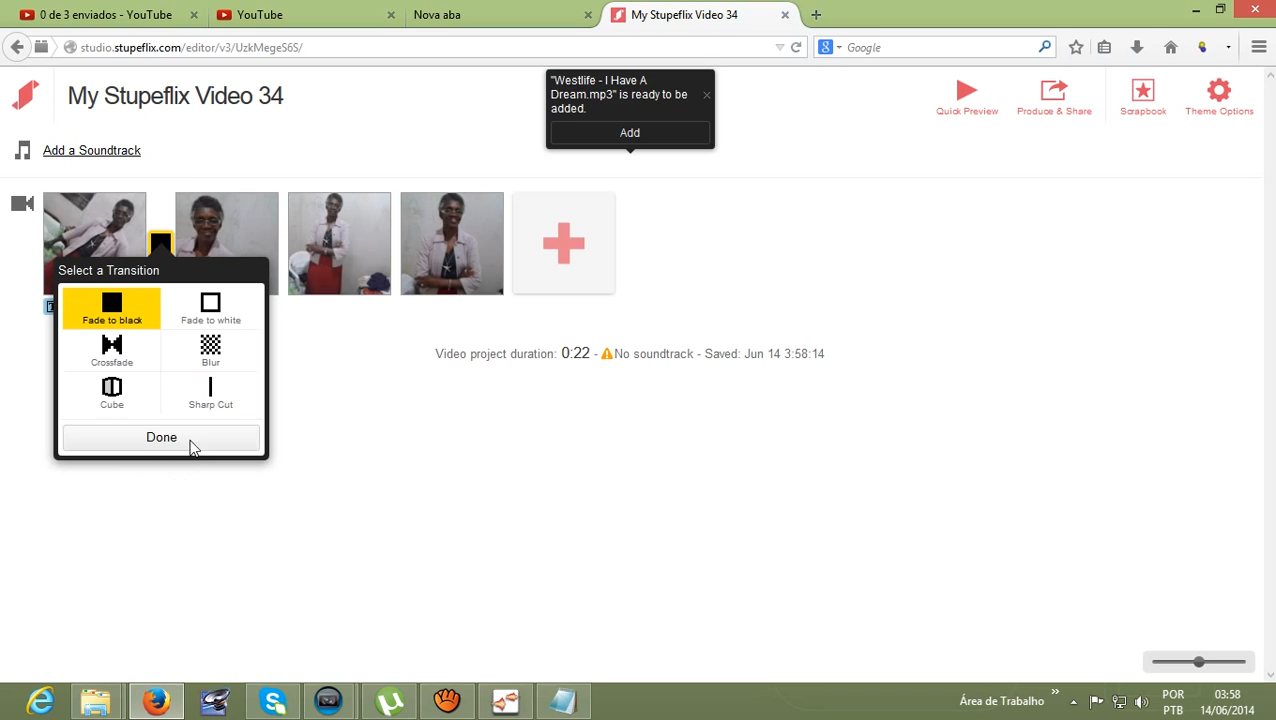 0 de 3 enviados - YouTube
YouTube
Nova aba
My Stupeflix Video 34
studio.stupeflix.com/editor/v3/UzkMegeS6S/
Google
My Stupeflix Video 34
"Westlife - I Have A
Dream.mp3" is ready to be
added.
Add
Quick Preview
Produce & Share
Scrapbook
Theme Options
Add a Soundtrack
Select a Transition
Fade to black
Fade to white
Crossfade
Blur
Cube
Sharp Cut
Done
Video project duration: 0:22 - No soundtrack - Saved: Jun 14 3:58:14
Área de Trabalho
POR
PTB
03:58
14/06/2014